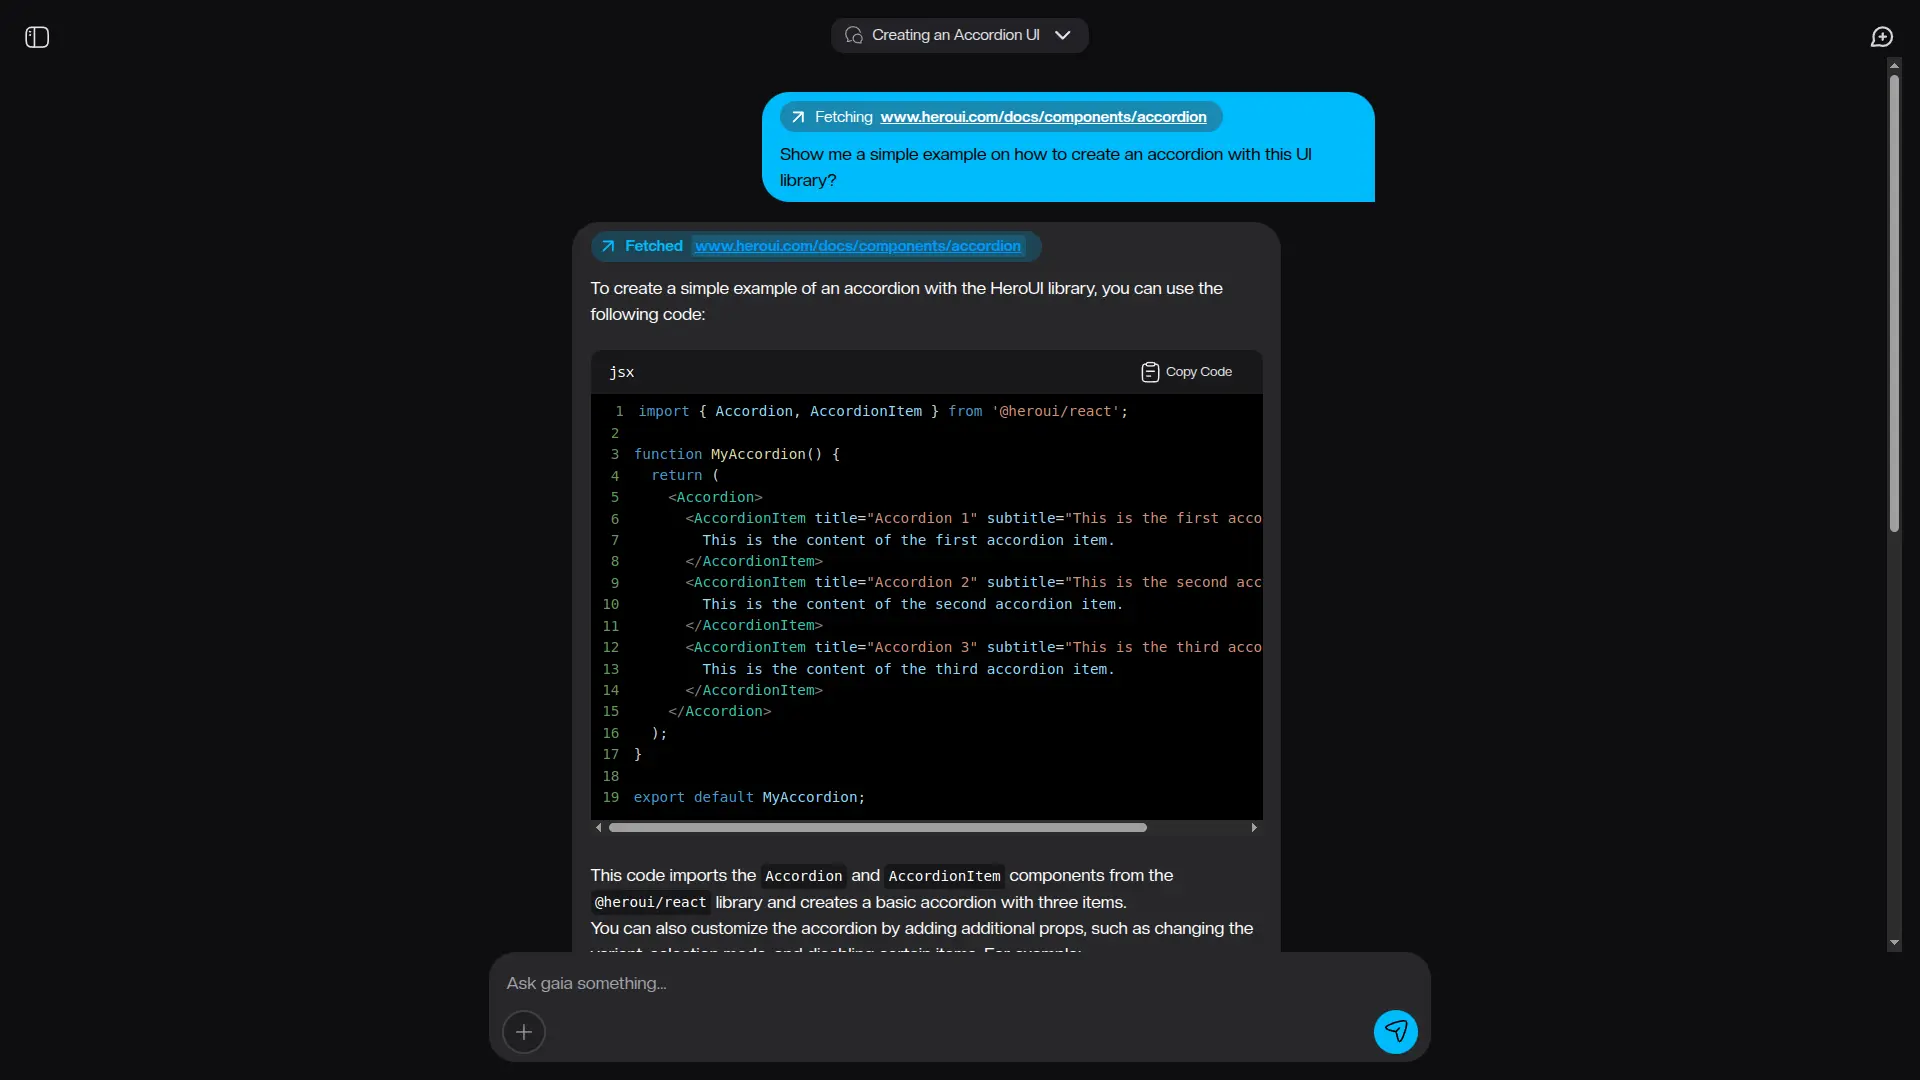 Creating an Accordion UI
Fetching www.heroui.com/docs/components/accordion
Show me a simple example on how to create an accordion with this UI
library?
Fetched www.heroui.com/docs/components/accordion
To create a simple example of an accordion with the HeroUI library, you can use the
following code:
jsx
Copy Code
1 import { Accordion, AccordionItem } from '@heroui/react';
2
3 function MyAccordion() {
4   return (
5     <Accordion>
6       <AccordionItem title="Accordion 1" subtitle="This is the first acco
7         This is the content of the first accordion item.
8       </AccordionItem>
9       <AccordionItem title="Accordion 2" subtitle="This is the second acc
10         This is the content of the second accordion item.
11       </AccordionItem>
12       <AccordionItem title="Accordion 3" subtitle="This is the third acco
13         This is the content of the third accordion item.
14       </AccordionItem>
15     </Accordion>
16   );
17 }
18
19 export default MyAccordion;
This code imports the Accordion and AccordionItem components from the
@heroui/react library and creates a basic accordion with three items.
You can also customize the accordion by adding additional props, such as changing the
variant, selection mode, and disabling certain items. For example:
Ask gaia something...